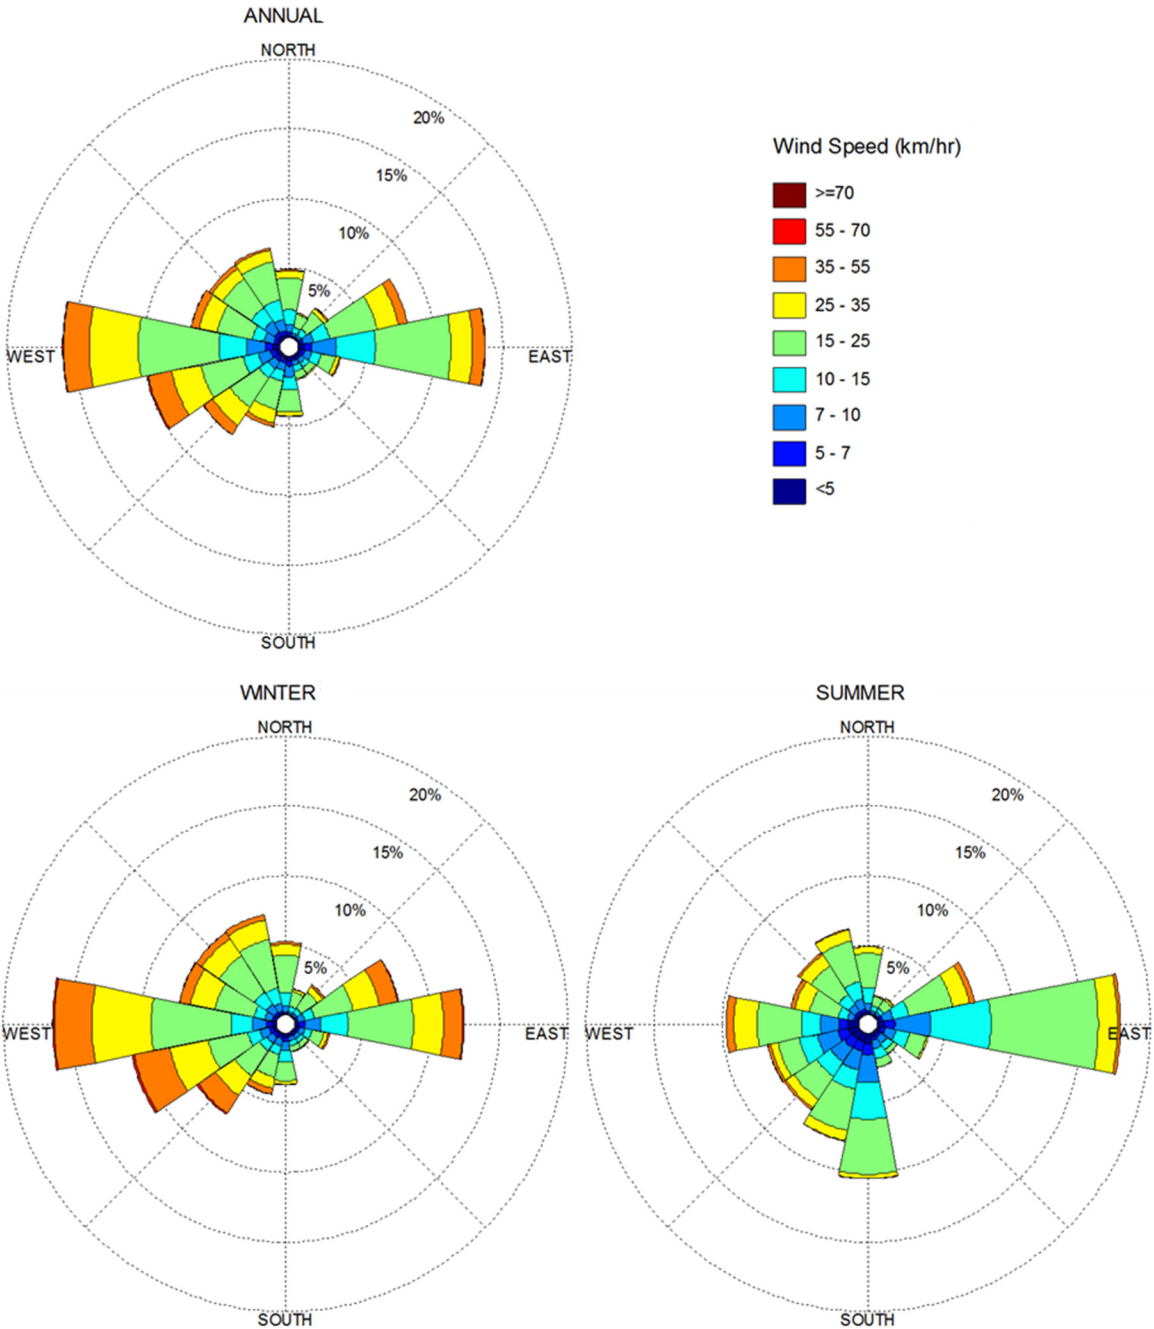 ANNUAL
NORTH
20%
15%
10%
5%
WEST
EAST
SOUTH
Wind Speed (km/hr)
>=70
55 - 70
35 - 55
25 - 35
15 - 25
10 - 15
7 - 10
5 - 7
<5
WINTER
NORTH
20%
15%
10%
5%
WEST
EAST
SOUTH
SUMMER
NORTH
20%
15%
10%
5%
WEST
EAST
SOUTH